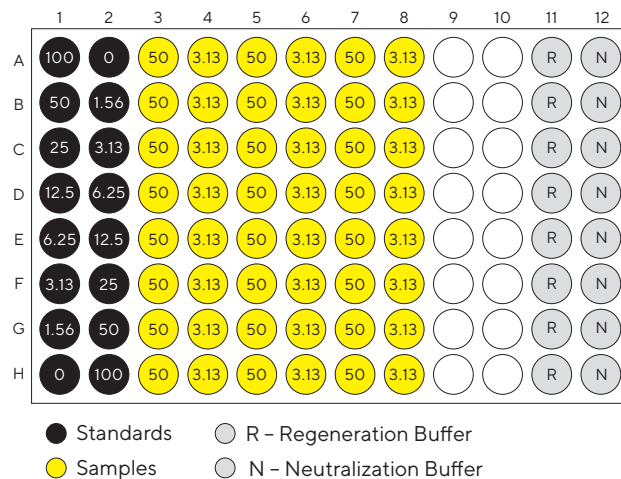 1 2 3 4 5 6 7 8 9 10 11 12
A 100 0 50 3.13 50 3.13 50 3.13 R N
B 50 1.56 50 3.13 50 3.13 50 3.13 R N
C 25 3.13 50 3.13 50 3.13 50 3.13 R N
D 12.5 6.25 50 3.13 50 3.13 50 3.13 R N
E 6.25 12.5 50 3.13 50 3.13 50 3.13 R N
F 3.13 25 50 3.13 50 3.13 50 3.13 R N
G 1.56 50 50 3.13 50 3.13 50 3.13 R N
H 0 100 50 3.13 50 3.13 50 3.13 R N
Standards R – Regeneration Buffer
Samples N – Neutralization Buffer